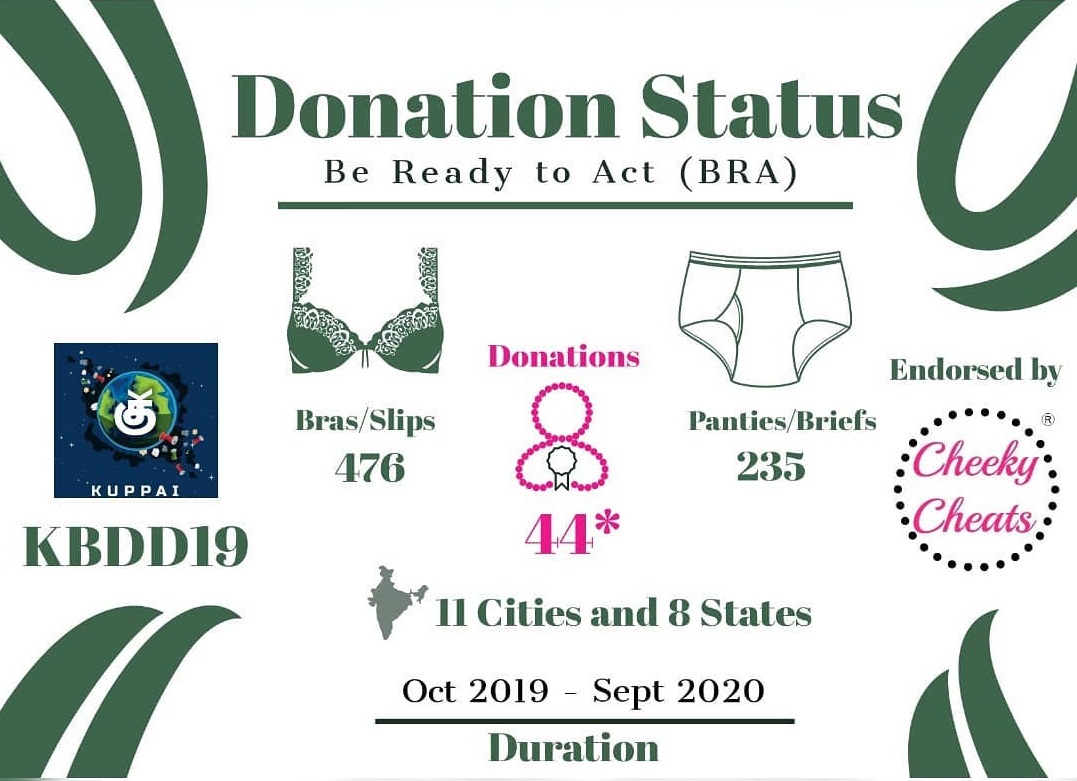 Donation Status
Be Ready to Act (BRA)
Donations
Endorsed by
Bras/Slips
476
Panties/Briefs
235
®
Cheeky
Cheats
KUPPAI
KBDD19
44*
11 Cities and 8 States
Oct 2019 - Sept 2020
Duration